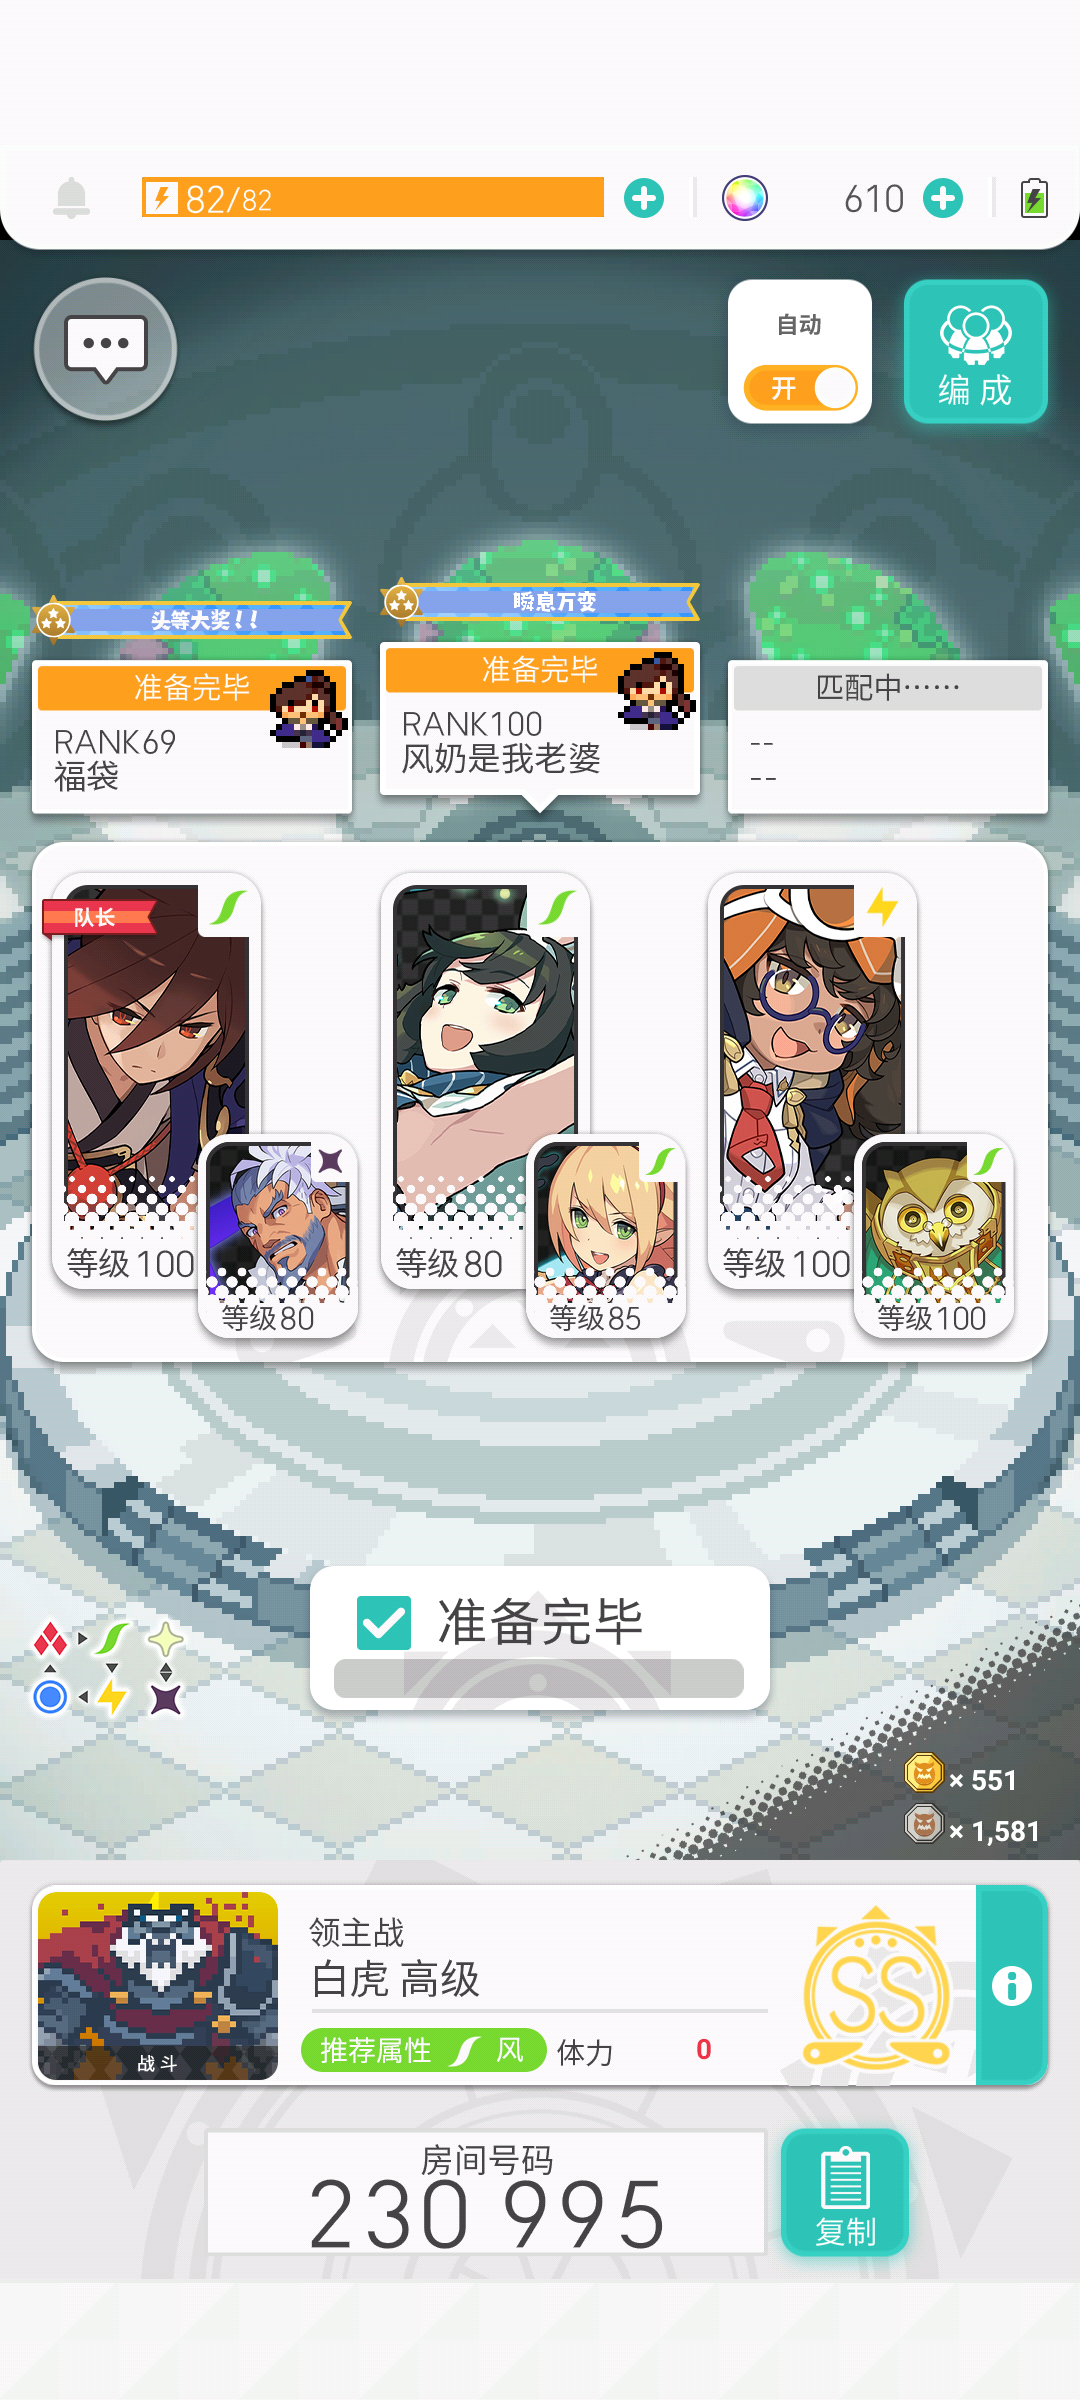 82/82
610
自动
开
编成
头等大奖!!
瞬息万变
准备完毕
准备完毕
匹配中……
RANK69
福袋
RANK100
风奶是我老婆
--
--
队长
等级100
等级80
等级80
等级85
等级100
等级100
准备完毕
× 551
× 1,581
领主战
白虎 高级
SS
推荐属性 风 体力 0
战斗
房间号码
230 995
复制